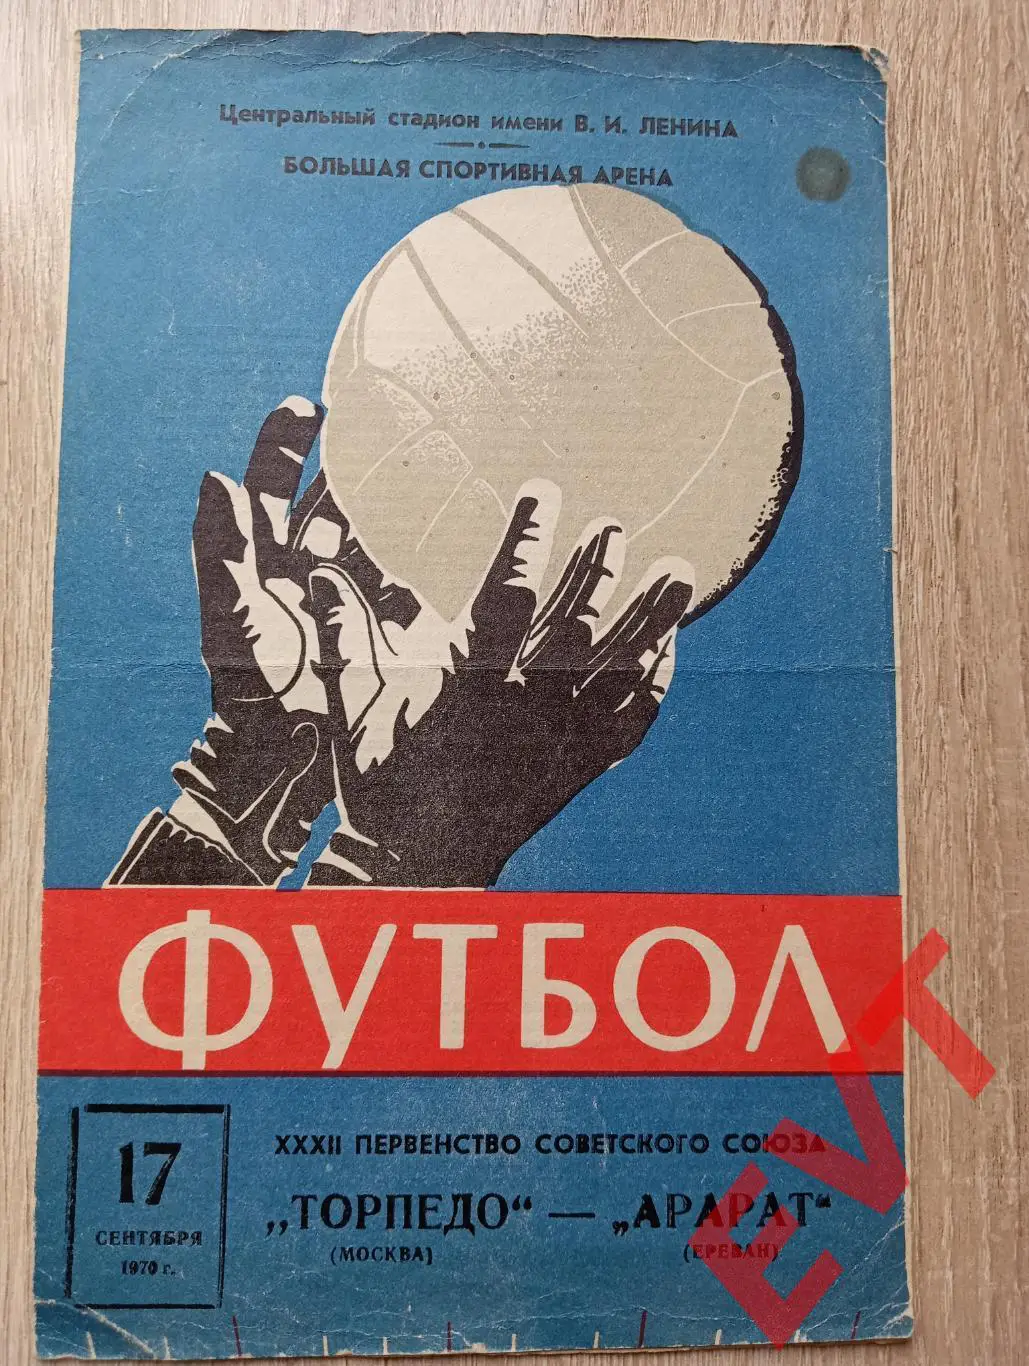 Центральный стадион имени В. И. ЛЕНИНА
БОЛЬШАЯ СПОРТИВНАЯ АРЕНА
ФУТБОЛ
17
СЕНТЯБРЯ
1970 г.
XXXII ПЕРВЕНСТВО СОВЕТСКОГО СОЮЗА
„ТОРПЕДО“ — „АРАРАТ“
(МОСКВА) (ЕРЕВАН)
EVT